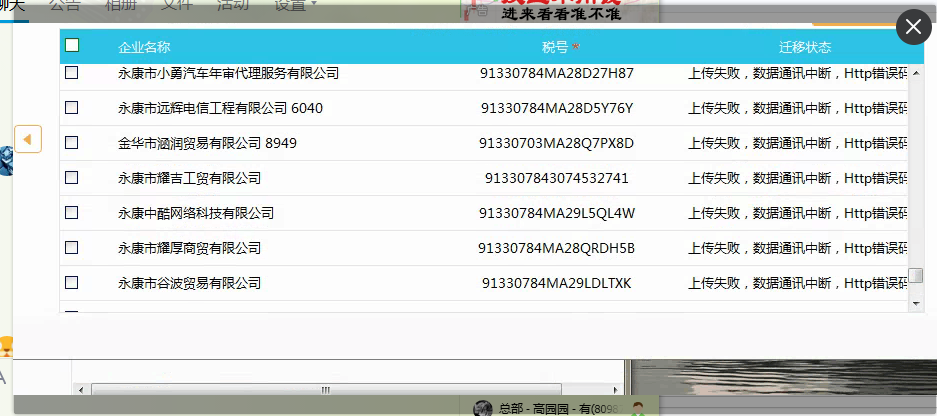 聊天 公告 相册 文件 活动 设置
进来看看准不准
企业名称 税号 * 迁移状态
永康市小勇汽车年审代理服务有限公司 91330784MA28D27H87 上传失败，数据通讯中断，Http错误码
永康市远辉电信工程有限公司 6040 91330784MA28D5Y76Y 上传失败，数据通讯中断，Http错误码
金华市涵润贸易有限公司 8949 91330703MA28Q7PX8D 上传失败，数据通讯中断，Http错误码
永康市耀吉工贸有限公司 913307843074532741 上传失败，数据通讯中断，Http错误码
永康中酷网络科技有限公司 91330784MA29L5QL4W 上传失败，数据通讯中断，Http错误码
永康市耀厚商贸有限公司 91330784MA28QRDH5B 上传失败，数据通讯中断，Http错误码
永康市谷波贸易有限公司 91330784MA29LDLTXK 上传失败，数据通讯中断，Http错误码
A
总部 - 高园园 - 有(8098